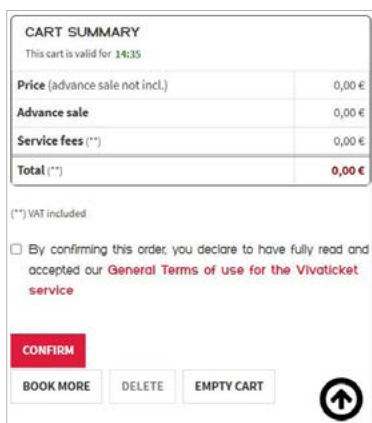 CART SUMMARY
This cart is valid for 14:35
Price (advance sale not incl.) 0,00 €
Advance sale 0,00 €
Service fees (**) 0,00 €
Total (**) 0,00 €
(**) VAT included
By confirming this order, you declare to have fully read and
accepted our General Terms of use for the Vivaticket
service
CONFIRM
BOOK MORE DELETE EMPTY CART